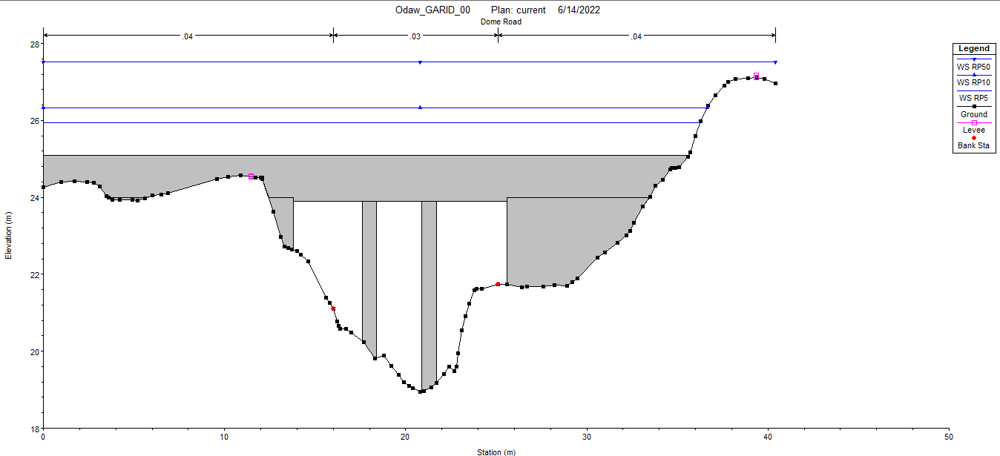 Odaw_GARID_00 Plan: current 6/14/2022
Dome Road
.04 .03 .04
Legend
WS RP50
WS RP10
WS RP5
Ground
Levee
Bank Sta
28
26
24
22
20
18
Elevation (m)
0 10 20 30 40 50
Station (m)